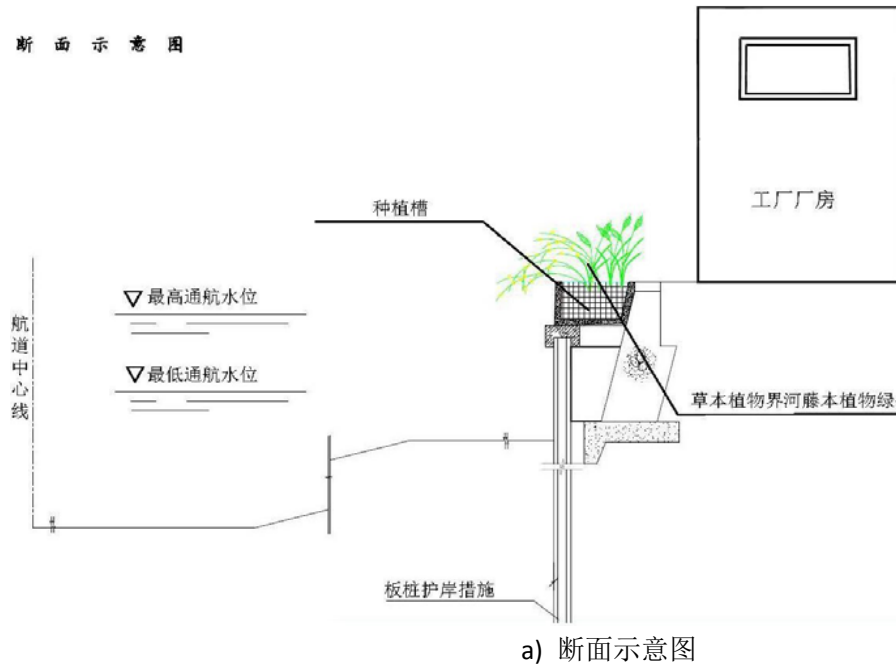 断面示意图
工厂厂房
种植槽
最高通航水位
航道中心线
最低通航水位
草本植物界河藤本植物绿
板桩护岸措施
a) 断面示意图